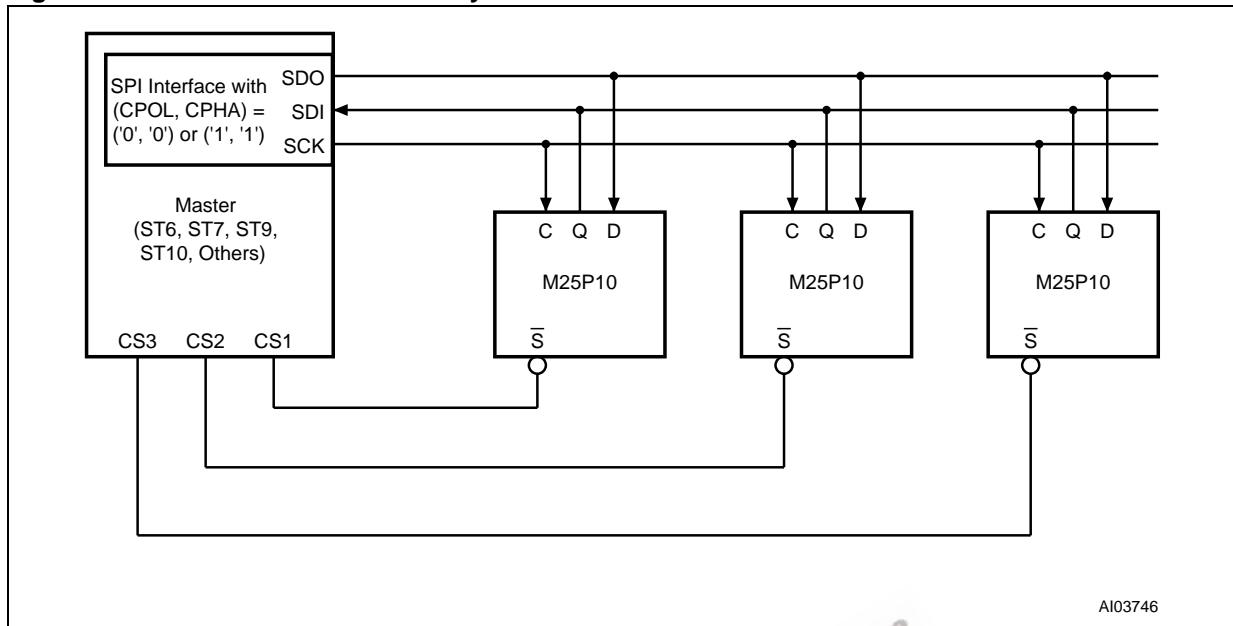 SPI Interface with
(CPOL, CPHA) =
('0', '0') or ('1', '1')
SDO
SDI
SCK
Master
(ST6, ST7, ST9,
ST10, Others)
CS3 CS2 CS1
C Q D
M25P10
S̅
C Q D
M25P10
S̅
C Q D
M25P10
S̅
AI03746